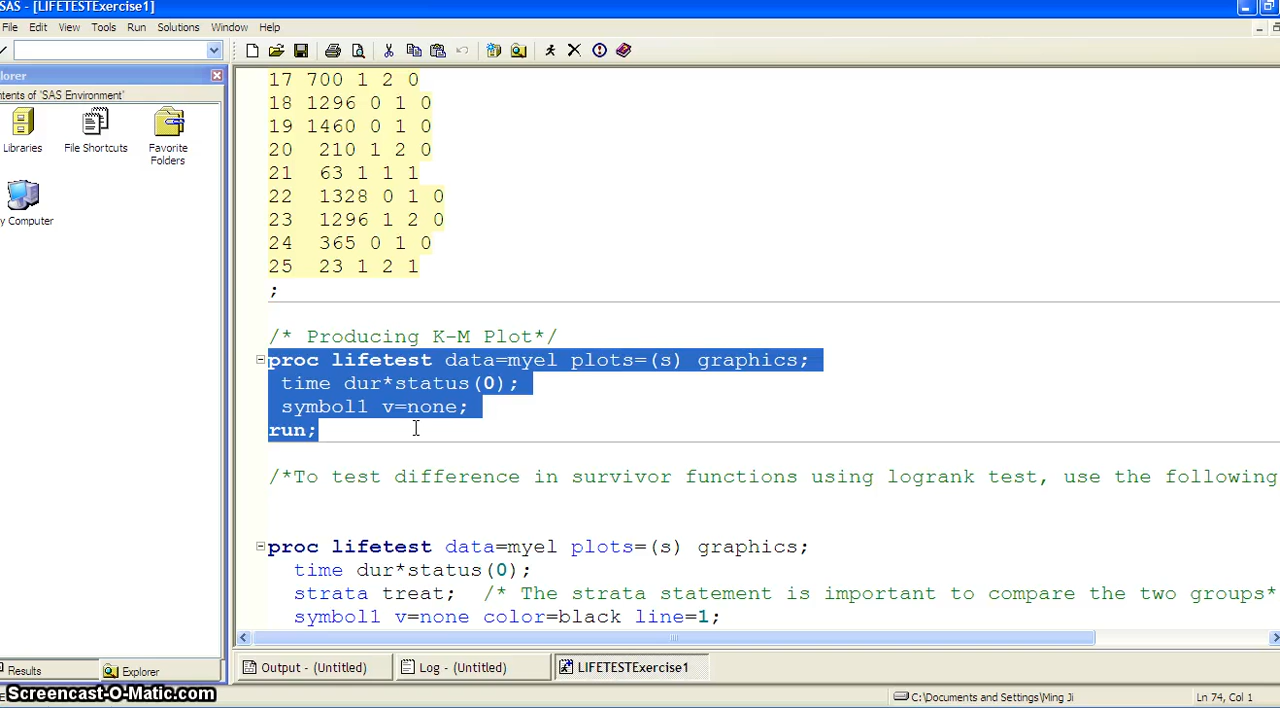 SAS - [LIFETESTExercise1]
File Edit View Tools Run Solutions Window Help
lorer
ntents of 'SAS Environment'
Libraries File Shortcuts Favorite Folders
y Computer
17 700 1 2 0
18 1296 0 1 0
19 1460 0 1 0
20 210 1 2 0
21 63 1 1 1
22 1328 0 1 0
23 1296 1 2 0
24 365 0 1 0
25 23 1 2 1
;
/* Producing K-M Plot*/
proc lifetest data=myel plots=(s) graphics;
time dur*status(0);
symbol1 v=none;
run;
/*To test difference in survivor functions using logrank test, use the following
proc lifetest data=myel plots=(s) graphics;
time dur*status(0);
strata treat; /* The strata statement is important to compare the two groups*
symbol1 v=none color=black line=1;
Results Explorer Output - (Untitled) Log - (Untitled) LIFETESTExercise1
Screencast-O-Matic.com C:\Documents and Settings\Ming Ji Ln 74, Col 1